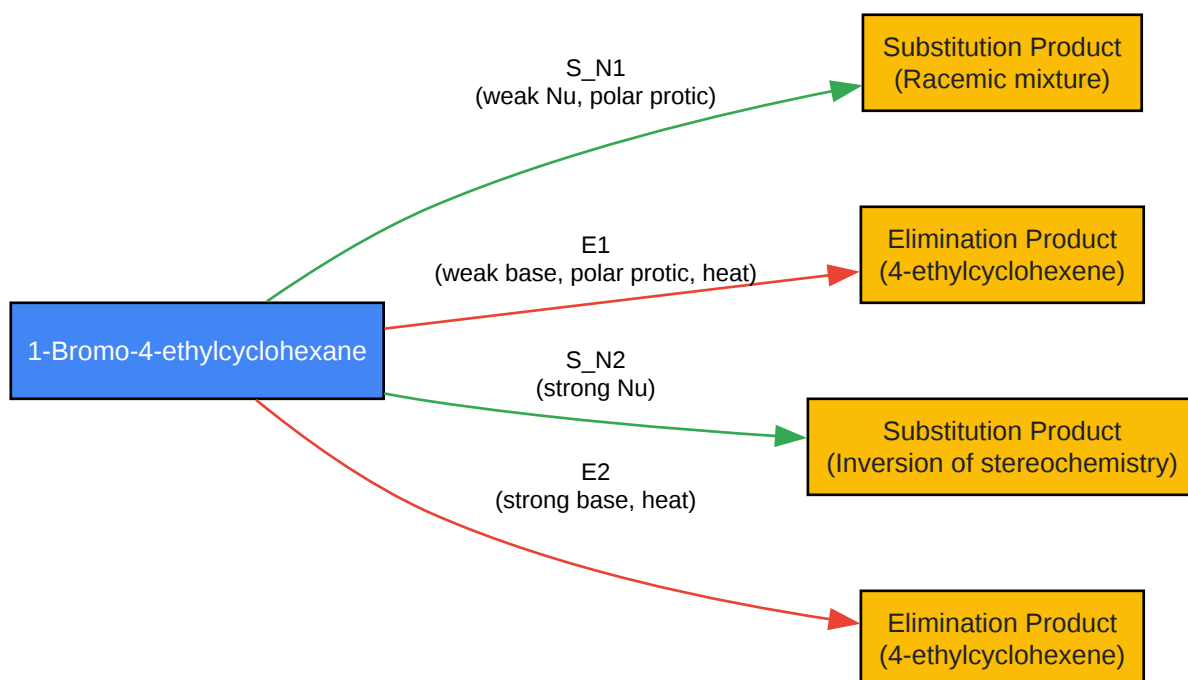 S_N1
(weak Nu, polar protic)
Substitution Product
(Racemic mixture)
E1
(weak base, polar protic, heat)
Elimination Product
(4-ethylcyclohexene)
1-Bromo-4-ethylcyclohexane
S_N2
(strong Nu)
Substitution Product
(Inversion of stereochemistry)
E2
(strong base, heat)
Elimination Product
(4-ethylcyclohexene)